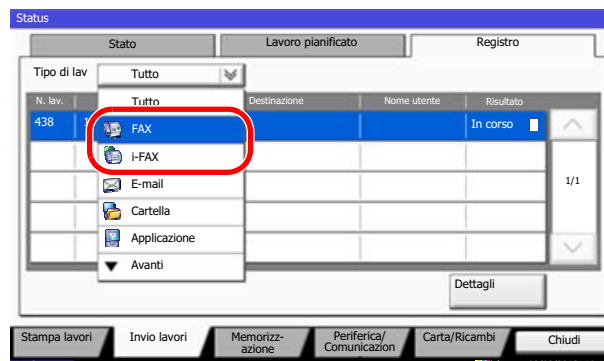 Status
Stato Lavoro pianificato Registro
Tipo di lav Tutto
N. lav. Destinazione Nome utente Risultato
Tutto
438 In corso
FAX
i-FAX
E-mail 1/1
Cartella
Applicazione
Avanti
Dettagli
Stampa lavori Invio lavori Memorizz-
azione Periferica/
Comunicazion Carta/Ricambi Chiudi